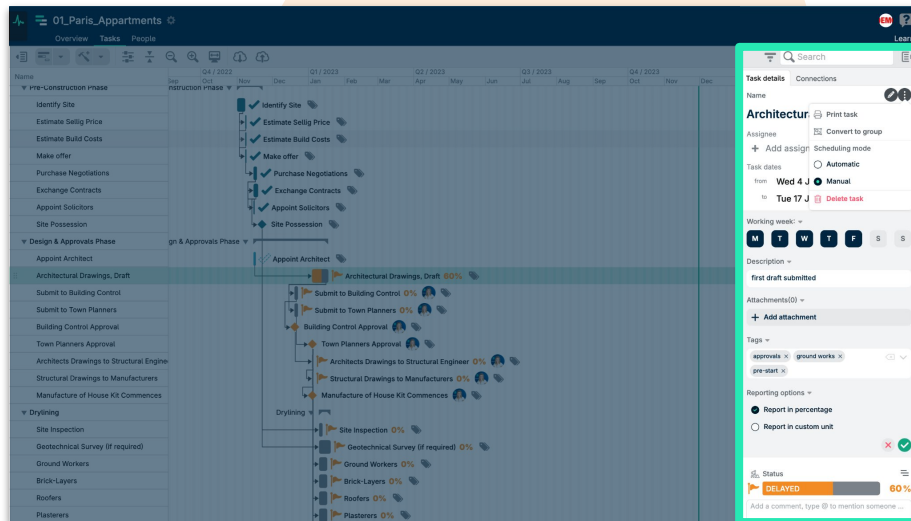 01_Paris_Appartments
EM
Overview Tasks People
Learn
Search
Name
Q4 / 2022 Q1 / 2023 Q2 / 2023 Q3 / 2023 Q4 / 2023
Sep Oct Nov Dec Jan Feb Mar Apr May Jun Jul Aug Sep Oct Nov Dec
Pre-Construction Phase nstruction Phase
Identify Site Identify Site
Estimate Sellig Price Estimate Sellig Price
Estimate Build Costs Estimate Build Costs
Make offer Make offer
Purchase Negotiations Purchase Negotiations
Exchange Contracts Exchange Contracts
Appoint Solicitors Appoint Solicitors
Site Possession Site Possession
Design & Approvals Phase gn & Approvals Phase
Appoint Architect Appoint Architect
Architectural Drawings, Draft Architectural Drawings, Draft 60%
Submit to Building Control Submit to Building Control 0%
Submit to Town Planners Submit to Town Planners 0%
Building Control Approval Building Control Approval
Town Planners Approval Town Planners Approval
Architects Drawings to Structural Engine Architects Drawings to Structural Engineer 0%
Structural Drawings to Manufacturers Structural Drawings to Manufacturers 0%
Manufacture of House Kit Commences Manufacture of House Kit Commences
Drylining Drylining
Site Inspection Site Inspection 0%
Geotechnical Survey (if required) Geotechnical Survey (if required) 0%
Ground Workers Ground Workers 0%
Brick-Layers Brick-Layers 0%
Roofers Roofers 0%
Plasterers Plasterers 0%
Task details Connections
Name
Architectur
Print task
Convert to group
Scheduling mode
Automatic
Manual
Delete task
Assignee
+ Add assign
Task dates
from Wed 4 J
to Tue 17 J
Working week:
M T W T F S S
Description
first draft submitted
Attachments(0)
+ Add attachment
Tags
approvals × ground works ×
pre-start ×
Reporting options
Report in percentage
Report in custom unit
Status
DELAYED 60%
Add a comment, type @ to mention someone ...